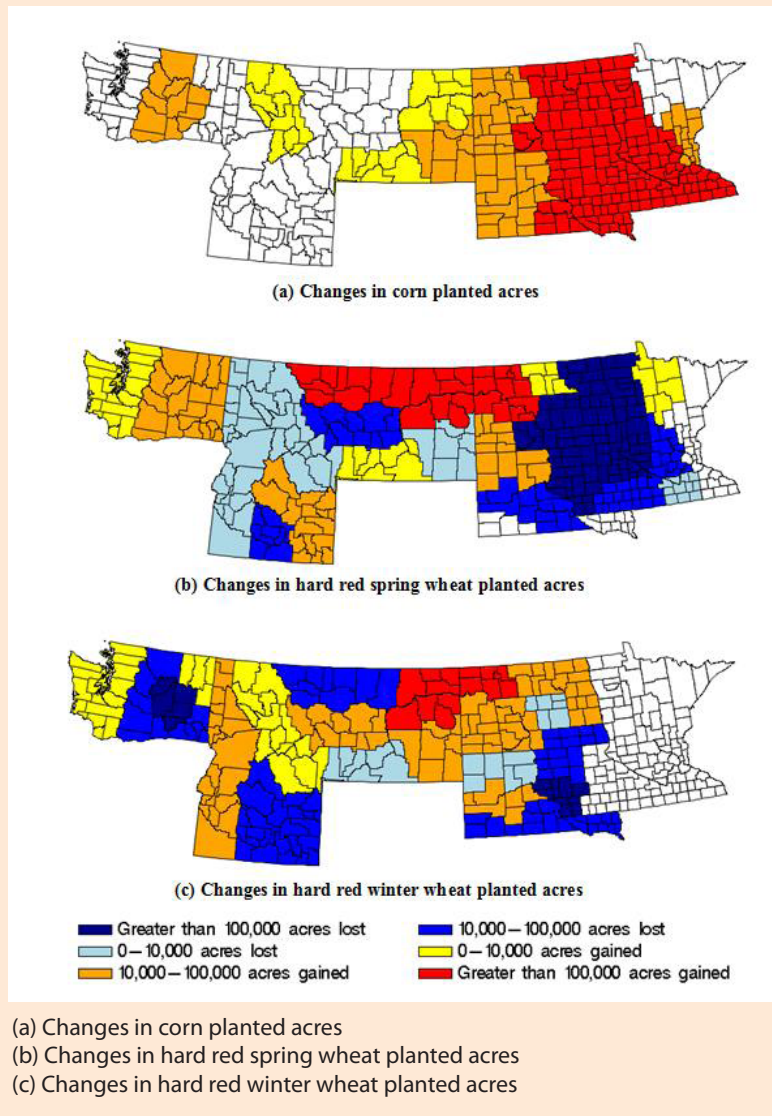 (a) Changes in corn planted acres
(b) Changes in hard red spring wheat planted acres
(c) Changes in hard red winter wheat planted acres
Greater than 100,000 acres lost
10,000−100,000 acres lost
0−10,000 acres lost
0−10,000 acres gained
10,000−100,000 acres gained
Greater than 100,000 acres gained
(a) Changes in corn planted acres
(b) Changes in hard red spring wheat planted acres
(c) Changes in hard red winter wheat planted acres